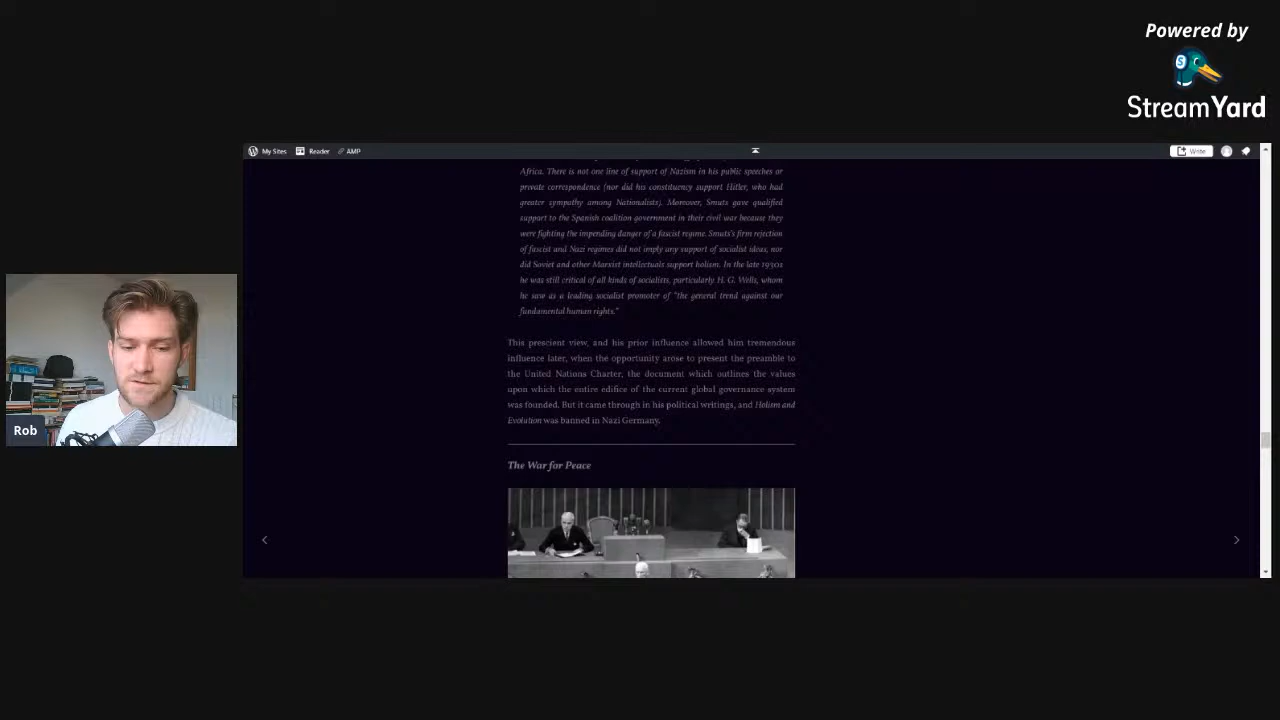 Powered by
StreamYard
My Sites
Reader
AMP
Write
Africa. There is not one line of support of Nazism in his public speeches or
private correspondence (nor did his constituency support Hitler, who had
greater sympathy among Nationalists). Moreover, Smuts gave qualified
support to the Spanish coalition government in their civil war because they
were fighting the impending danger of a fascist regime. Smuts's firm rejection
of fascist and Nazi regimes did not imply any support of socialist ideas, nor
did Soviet and other Marxist intellectuals support holism. In the late 1930s
he was still critical of all kinds of socialists, particularly H. G. Wells, whom
he saw as a leading socialist promoter of "the general trend against our
fundamental human rights."
This prescient view, and his prior influence allowed him tremendous
influence later, when the opportunity arose to present the preamble to
the United Nations Charter, the document which outlines the values
upon which the entire edifice of the current global governance system
was founded. But it came through in his political writings, and Holism and
Evolution was banned in Nazi Germany.
The War for Peace
Rob